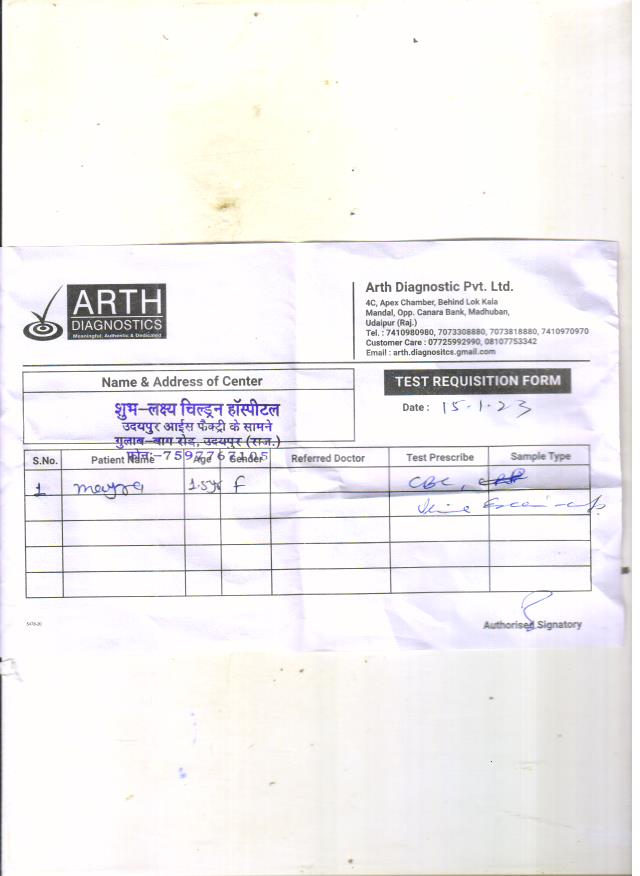 ARTH
DIAGNOSTICS
Meaningful, Authentic & Dedicated
Arth Diagnostic Pvt. Ltd.
4C, Apex Chamber, Behind Lok Kala
Mandal, Opp. Canara Bank, Madhuban,
Udaipur (Raj.)
Tel. : 7410980980, 7073308880, 7073818880, 7410970970
Customer Care : 07725992990, 08107753342
Email : arth.diagnositcs.gmail.com
Name & Address of Center
TEST REQUISITION FORM
शुभ-लक्ष्य चिल्ड्रन हॉस्पीटल
Date : 15-1-23
उदयपुर आईस फैक्ट्री के सामने
गुलाब-बाग रोड, उदयपुर (राज.)
फोन:-7597767105
S.No. Patient Name Age Gender Referred Doctor Test Prescribe Sample Type
1 mayra 1.5yr F CBC,
Authorised Signatory